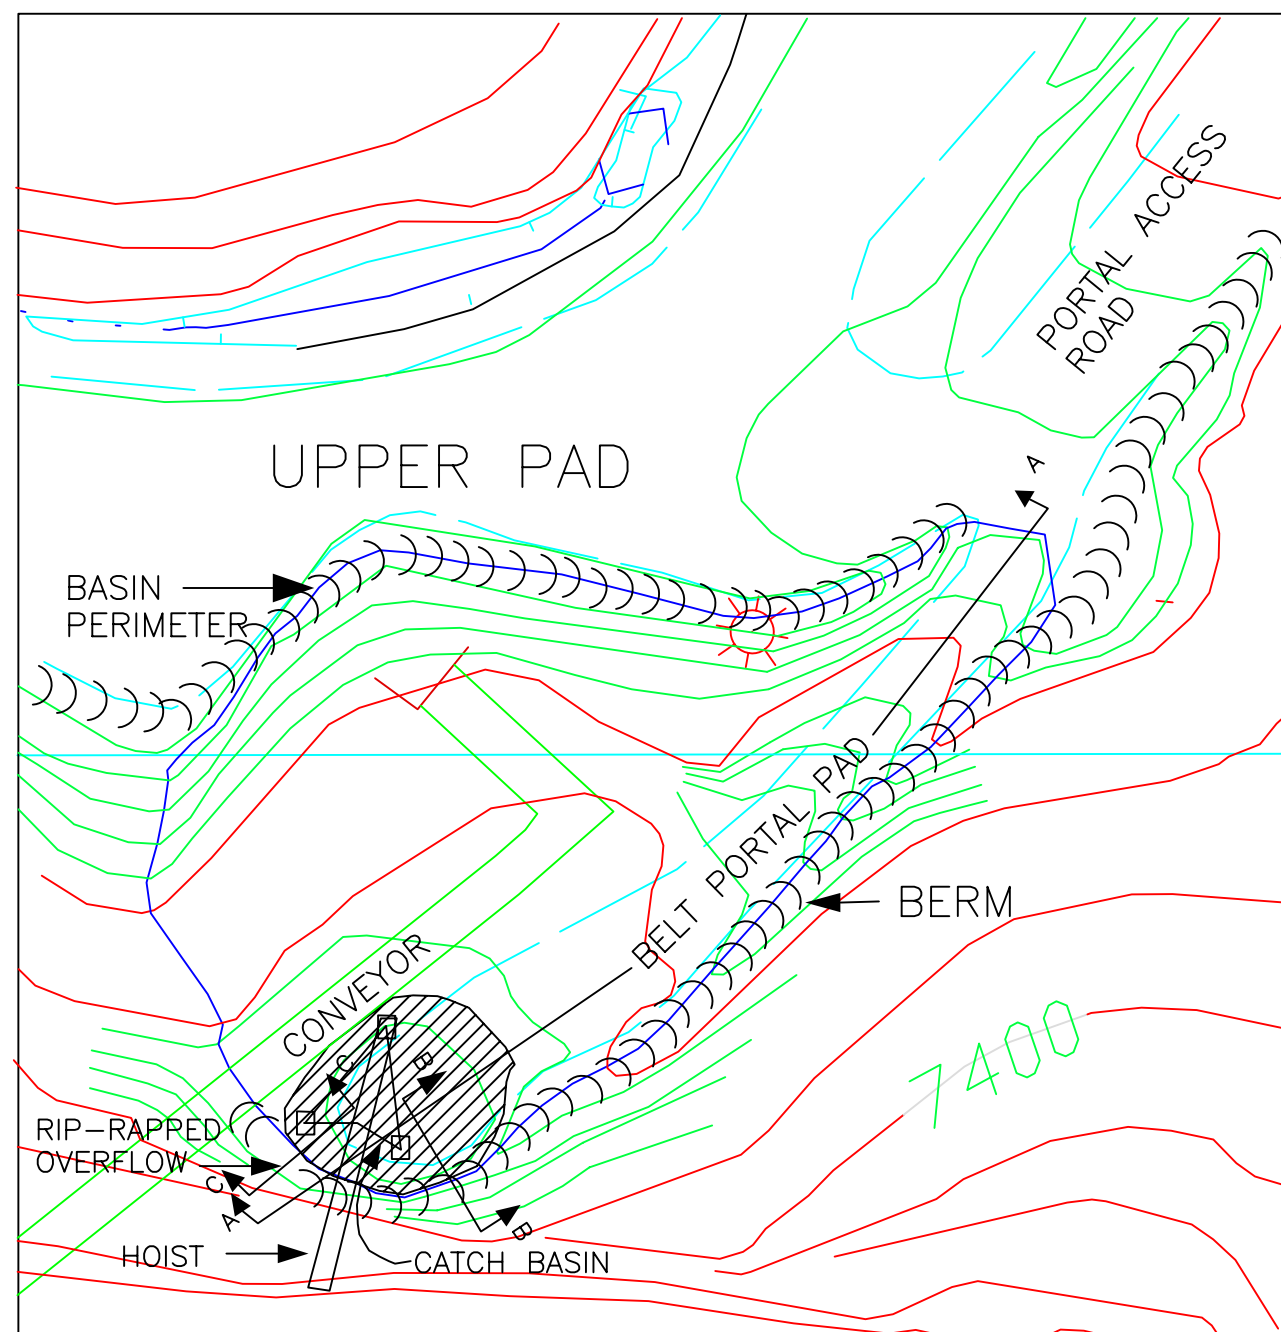 PORTAL ACCESS
ROAD
A
UPPER PAD
BASIN
PERIMETER
BELT PORTAL PAD
BERM
CONVEYOR
7400
C
B
RIP-RAPPED
OVERFLOW
C
A
B
HOIST
CATCH BASIN